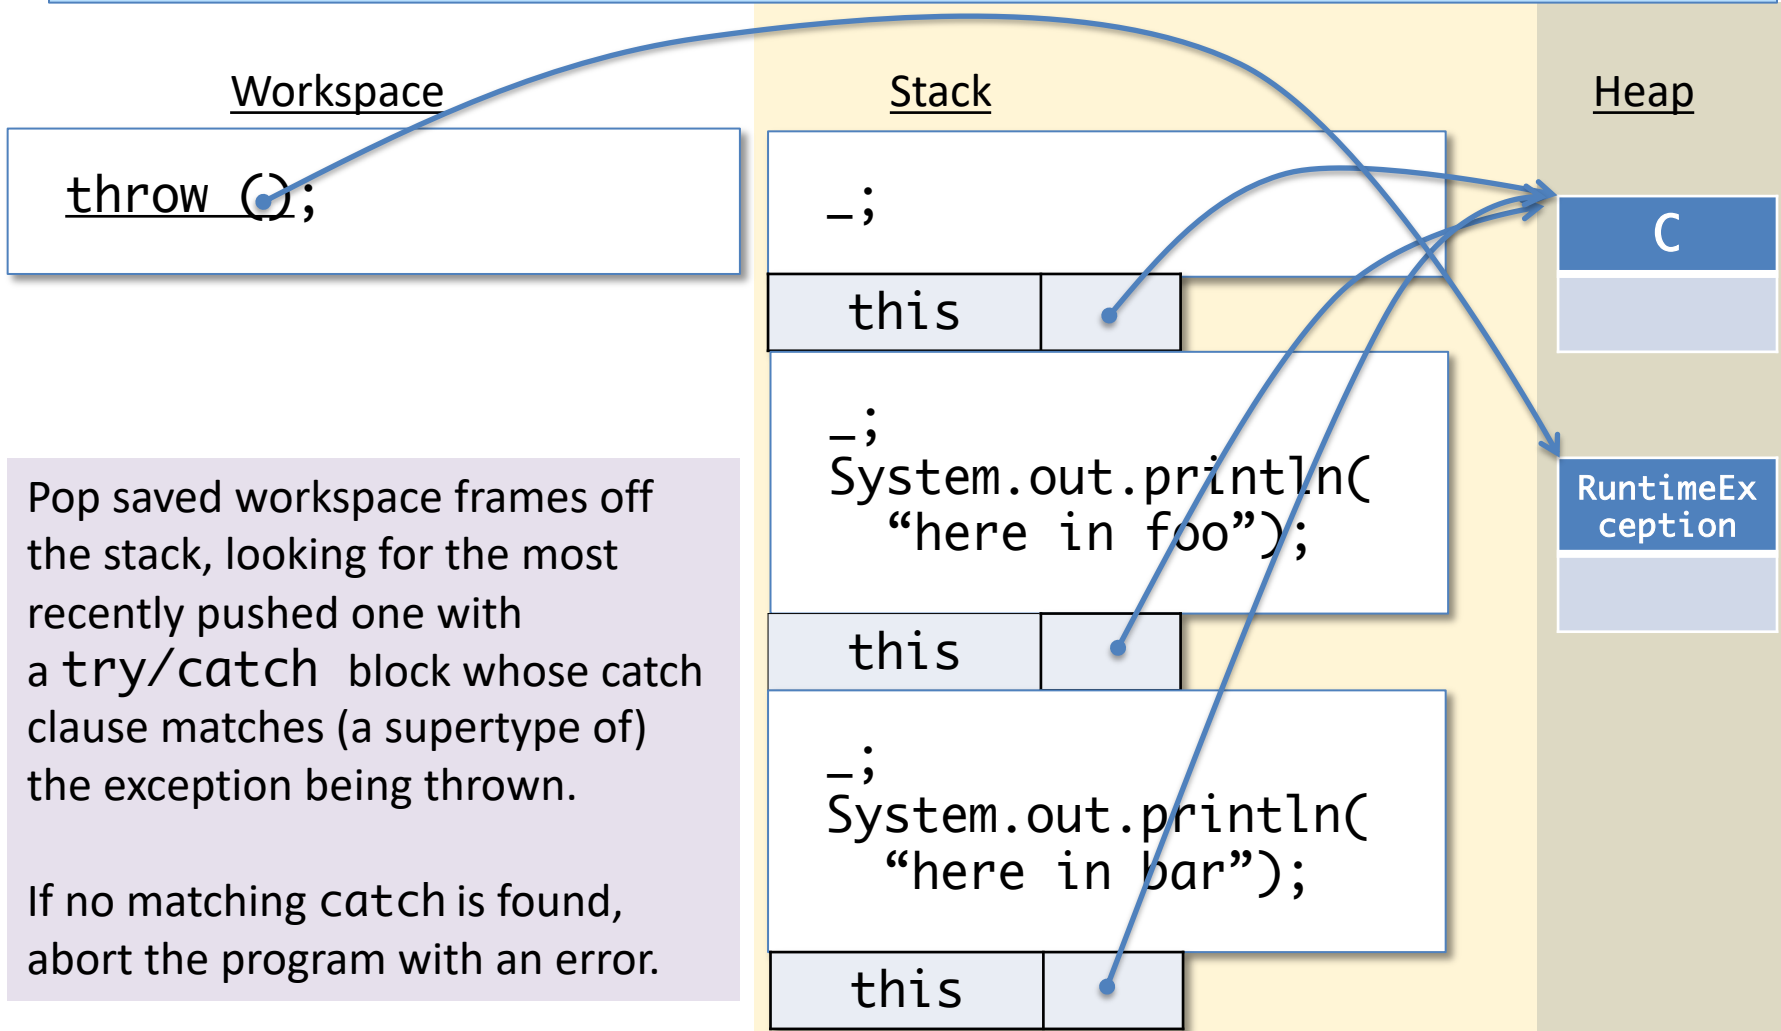 Workspace
Stack
Heap
throw ();
_;
this
_;
System.out.println(
“here in foo”);
this
_;
System.out.println(
“here in bar”);
this
C
RuntimeEx
ception
Pop saved workspace frames off
the stack, looking for the most
recently pushed one with
a try/catch block whose catch
clause matches (a supertype of)
the exception being thrown.
If no matching catch is found,
abort the program with an error.